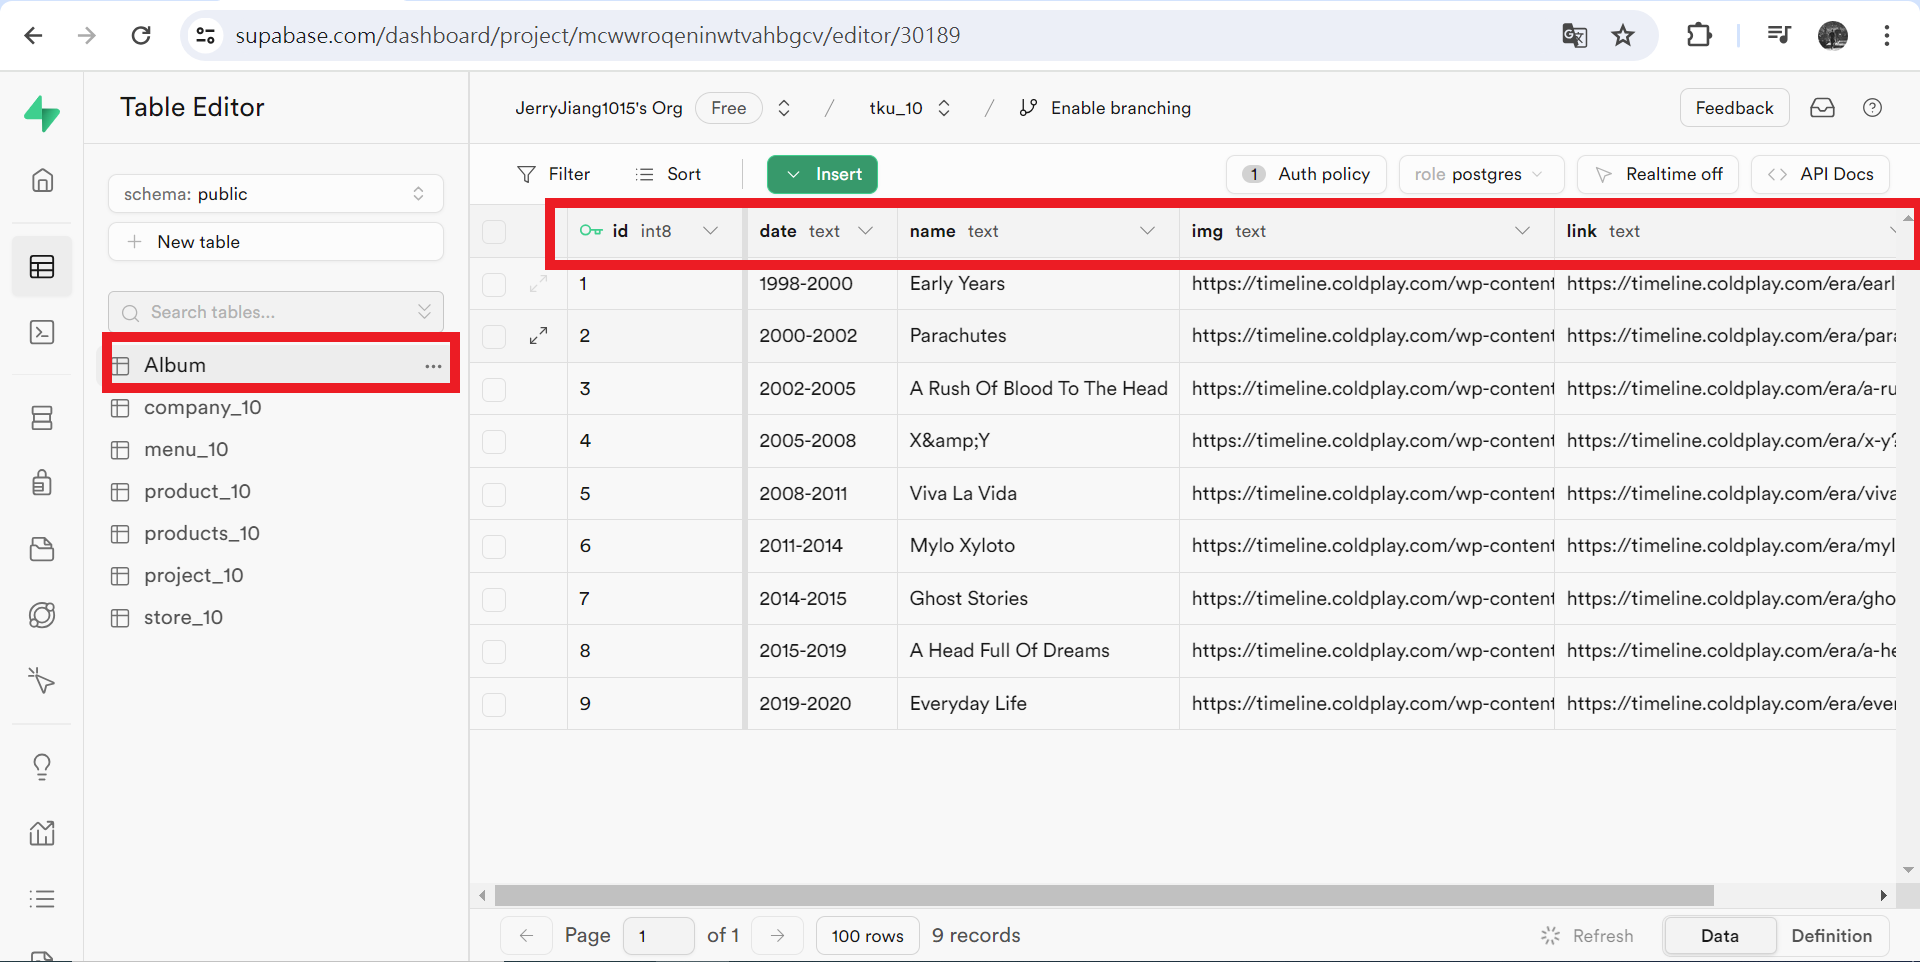 supabase.com/dashboard/project/mcwwroqeninwtvahbgcv/editor/30189
Table Editor
JerryJiang1015's Org Free / tku_10 / Enable branching
Feedback
schema: public
New table
Search tables...
Album ...
company_10
menu_10
product_10
products_10
project_10
store_10
Filter Sort Insert
1 Auth policy role postgres Realtime off API Docs
id int8 date text name text img text link text
1 1998-2000 Early Years https://timeline.coldplay.com/wp-content https://timeline.coldplay.com/era/earl
2 2000-2002 Parachutes https://timeline.coldplay.com/wp-content https://timeline.coldplay.com/era/para
3 2002-2005 A Rush Of Blood To The Head https://timeline.coldplay.com/wp-content https://timeline.coldplay.com/era/a-ru
4 2005-2008 X&amp;Y https://timeline.coldplay.com/wp-content https://timeline.coldplay.com/era/x-y?
5 2008-2011 Viva La Vida https://timeline.coldplay.com/wp-content https://timeline.coldplay.com/era/viva
6 2011-2014 Mylo Xyloto https://timeline.coldplay.com/wp-content https://timeline.coldplay.com/era/myl
7 2014-2015 Ghost Stories https://timeline.coldplay.com/wp-content https://timeline.coldplay.com/era/gho
8 2015-2019 A Head Full Of Dreams https://timeline.coldplay.com/wp-content https://timeline.coldplay.com/era/a-he
9 2019-2020 Everyday Life https://timeline.coldplay.com/wp-content https://timeline.coldplay.com/era/ever
Page 1 of 1 100 rows 9 records
Refresh Data Definition